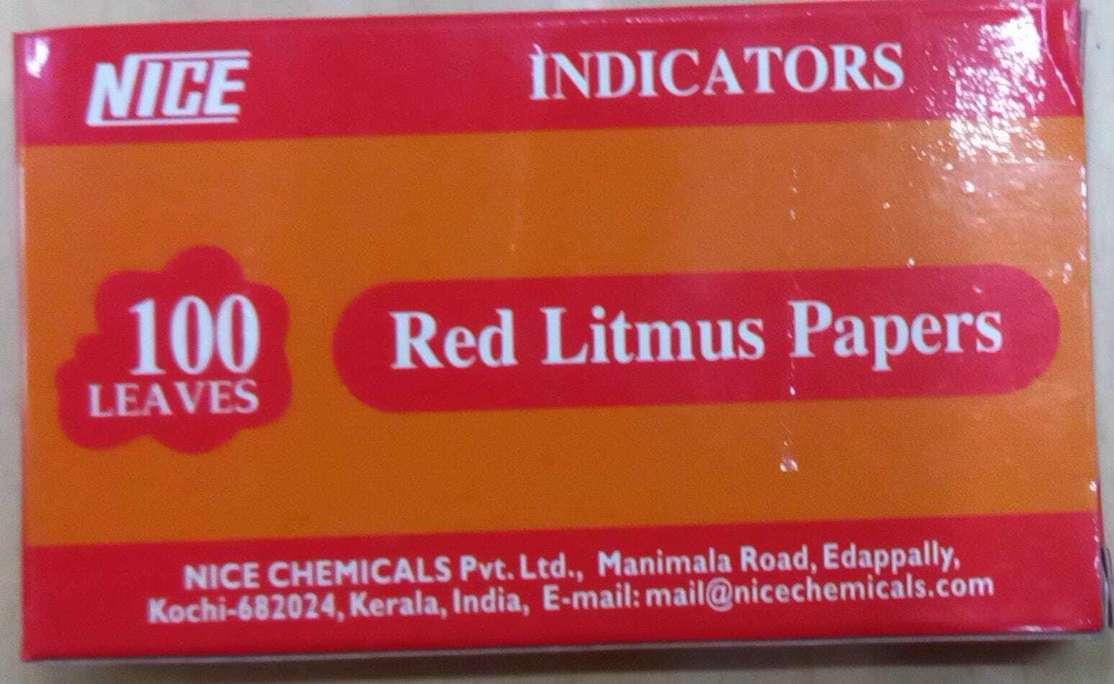 NICE
INDICATORS
100
LEAVES
Red Litmus Papers
NICE CHEMICALS Pvt. Ltd., Manimala Road, Edappally,
Kochi-682024, Kerala, India, E-mail: mail@nicechemicals.com